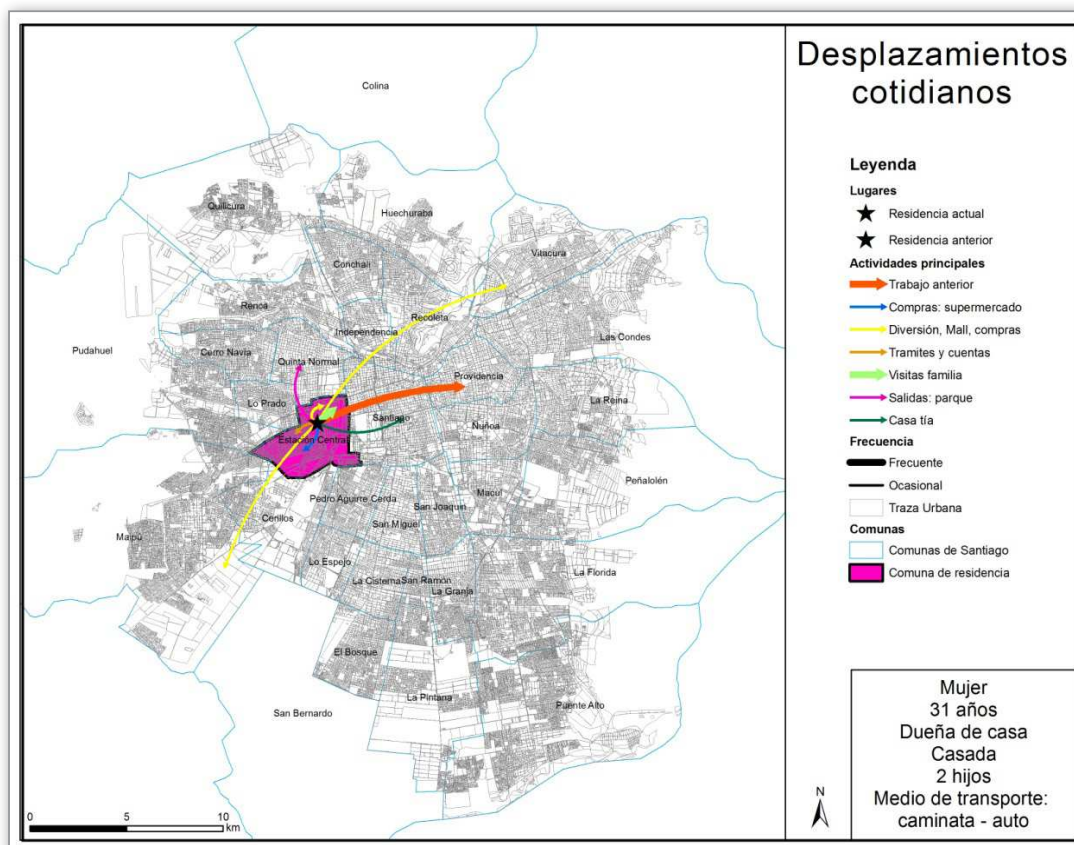 Desplazamientos
cotidianos
Leyenda
Lugares
Residencia actual
Residencia anterior
Actividades principales
Trabajo anterior
Compras: supermercado
Diversión, Mall, compras
Tramites y cuentas
Visitas familia
Salidas: parque
Casa tía
Frecuencia
Frecuente
Ocasional
Traza Urbana
Comunas
Comunas de Santiago
Comuna de residencia
Mujer
31 años
Dueña de casa
Casada
2 hijos
Medio de transporte:
caminata - auto
N
Colina
Quilicura
Huechuraba
Vitacura
Conchalí
Renca
Recoleta
Independencia
Las Condes
Pudahuel
Cerro Navia
Quinta Normal
Providencia
Lo Prado
La Reina
Santiago
Ñuñoa
Estación Central
Peñalolén
Macul
Pedro Aguirre Cerda
San Joaquín
Cerrillos
San Miguel
Maipú
Lo Espejo
La Florida
La Cisterna
San Ramón
La Granja
El Bosque
La Pintana
Puente Alto
San Bernardo
0 5 10
km